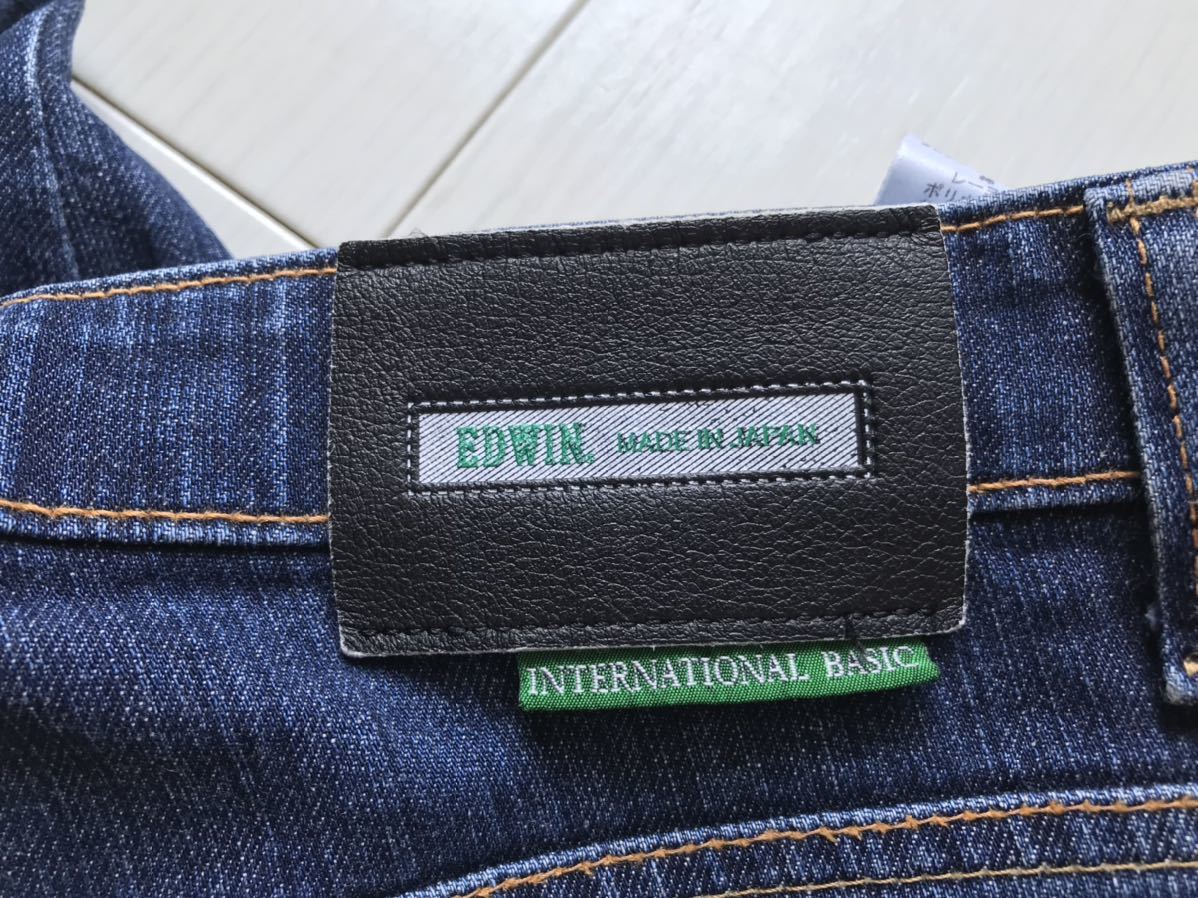 EDWIN. MADE IN JAPAN
INTERNATIONAL BASIC